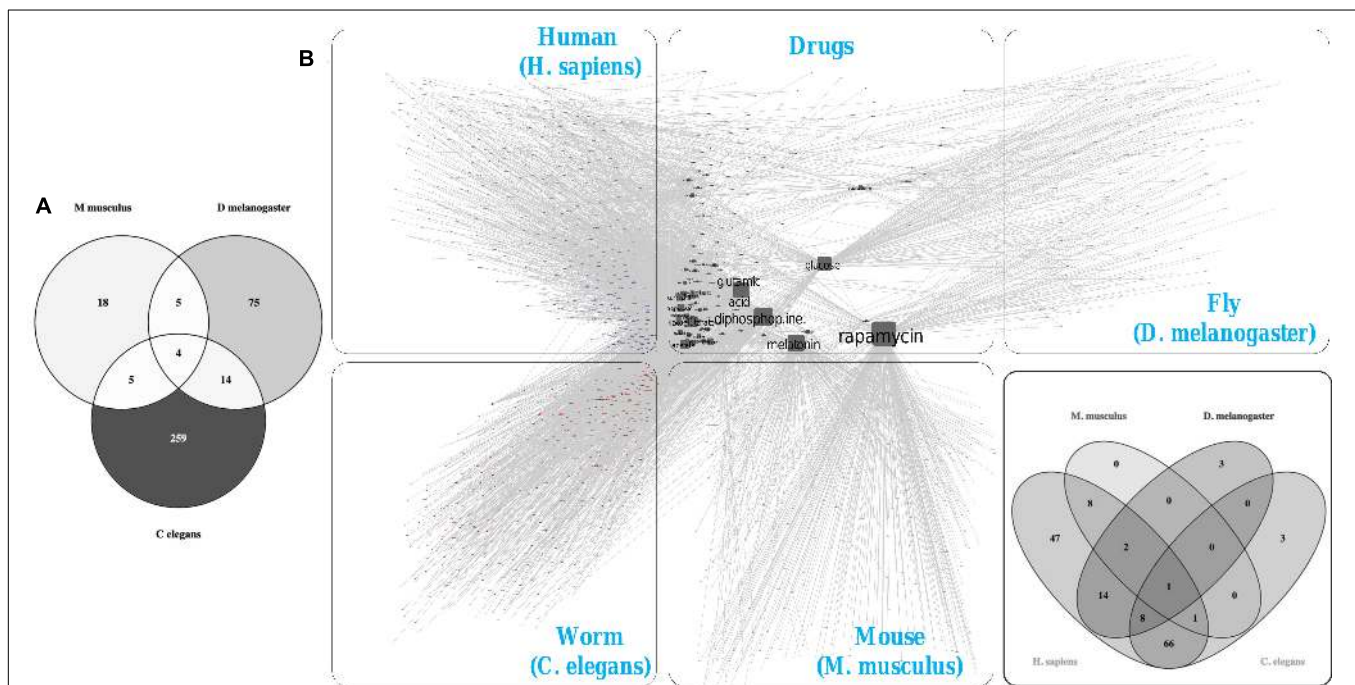 A
M musculus
D melanogaster
18
5
75
4
5
14
259
C elegans
B
Human
(H. sapiens)
Drugs
glucose
glutamic
acid
diphosphop.ine.
melatonin
rapamycin
Fly
(D. melanogaster)
Worm
(C. elegans)
Mouse
(M. musculus)
M. musculus
D. melanogaster
0
3
8
0
0
47
2
0
3
1
14
0
8
1
66
H. sapiens
C. elegans